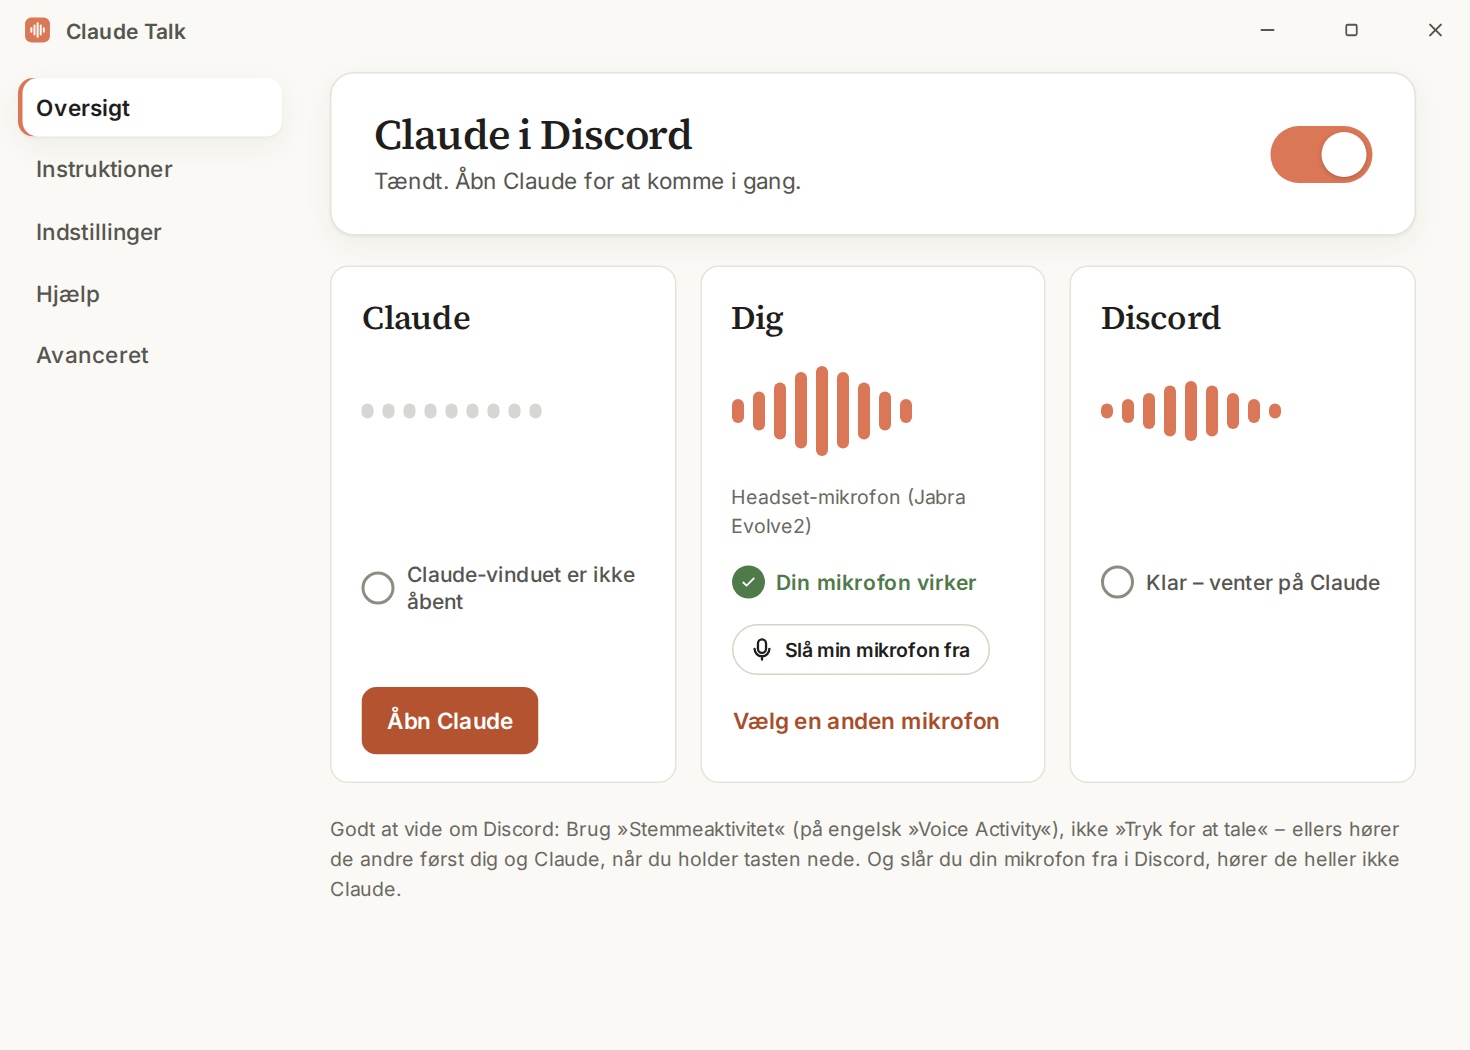 Claude Talk
Oversigt
Instruktioner
Indstillinger
Hjælp
Avanceret
Claude i Discord
Tændt. Åbn Claude for at komme i gang.
Claude
Claude-vinduet er ikke
åbent
Åbn Claude
Dig
Headset-mikrofon (Jabra
Evolve2)
Din mikrofon virker
Slå min mikrofon fra
Vælg en anden mikrofon
Discord
Klar – venter på Claude
Godt at vide om Discord: Brug »Stemmeaktivitet« (på engelsk »Voice Activity«), ikke »Tryk for at tale« – ellers hører
de andre først dig og Claude, når du holder tasten nede. Og slår du din mikrofon fra i Discord, hører de heller ikke
Claude.